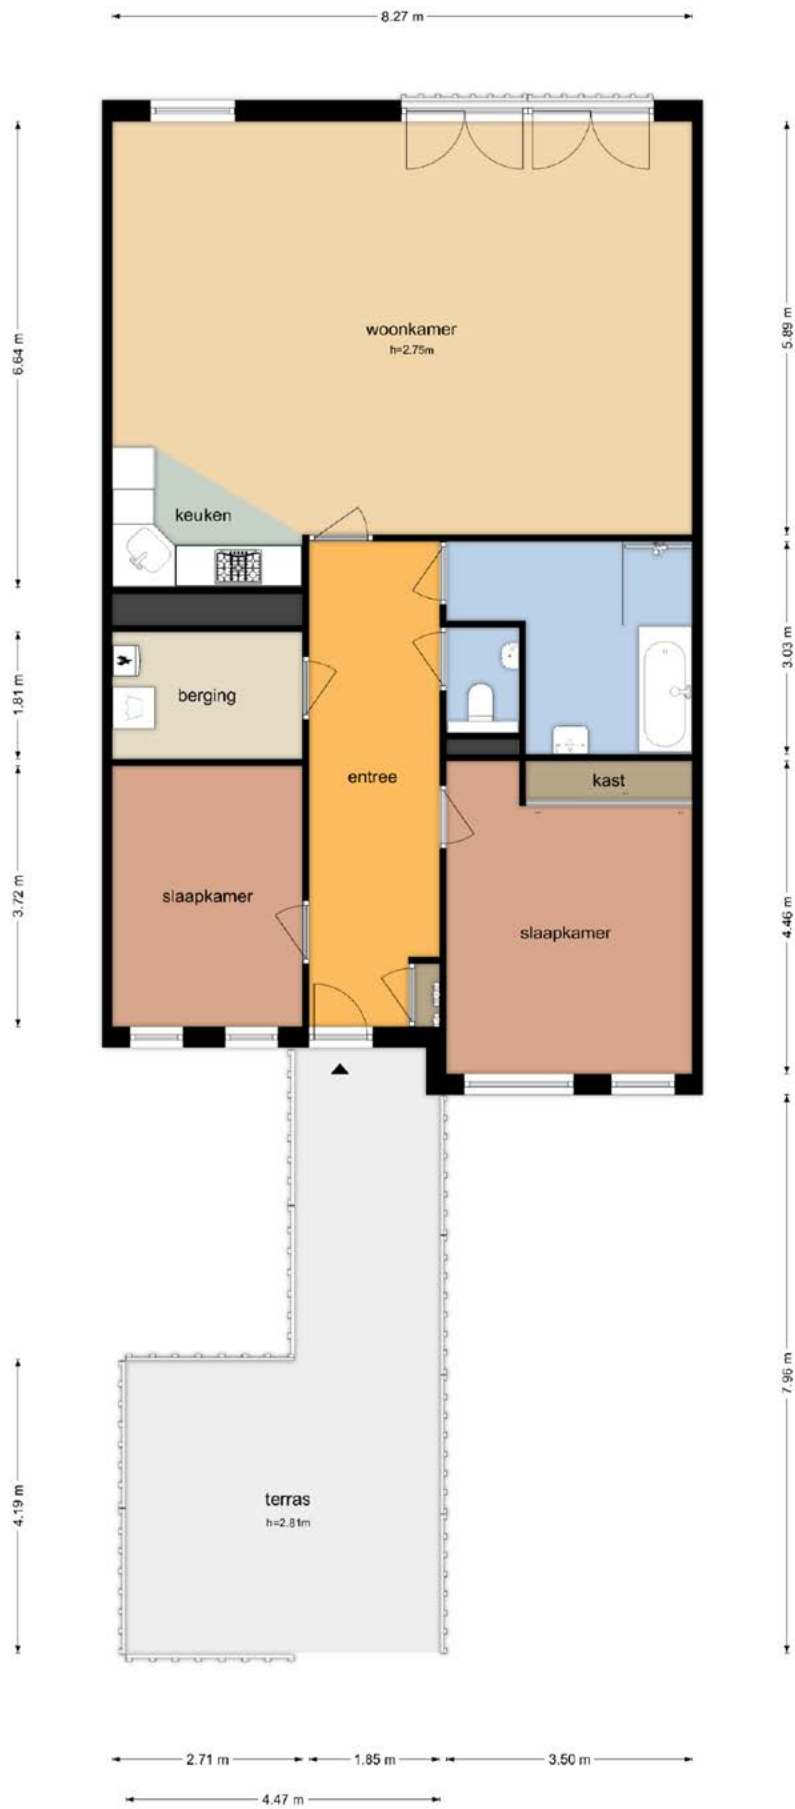 8.27 m
6.64 m
5.89 m
woonkamer
h=2.75m
keuken
1.81 m
berging
3.03 m
entree
kast
3.72 m
slaapkamer
slaapkamer
4.46 m
4.19 m
terras
h=2.81m
7.96 m
2.71 m
1.85 m
3.50 m
4.47 m